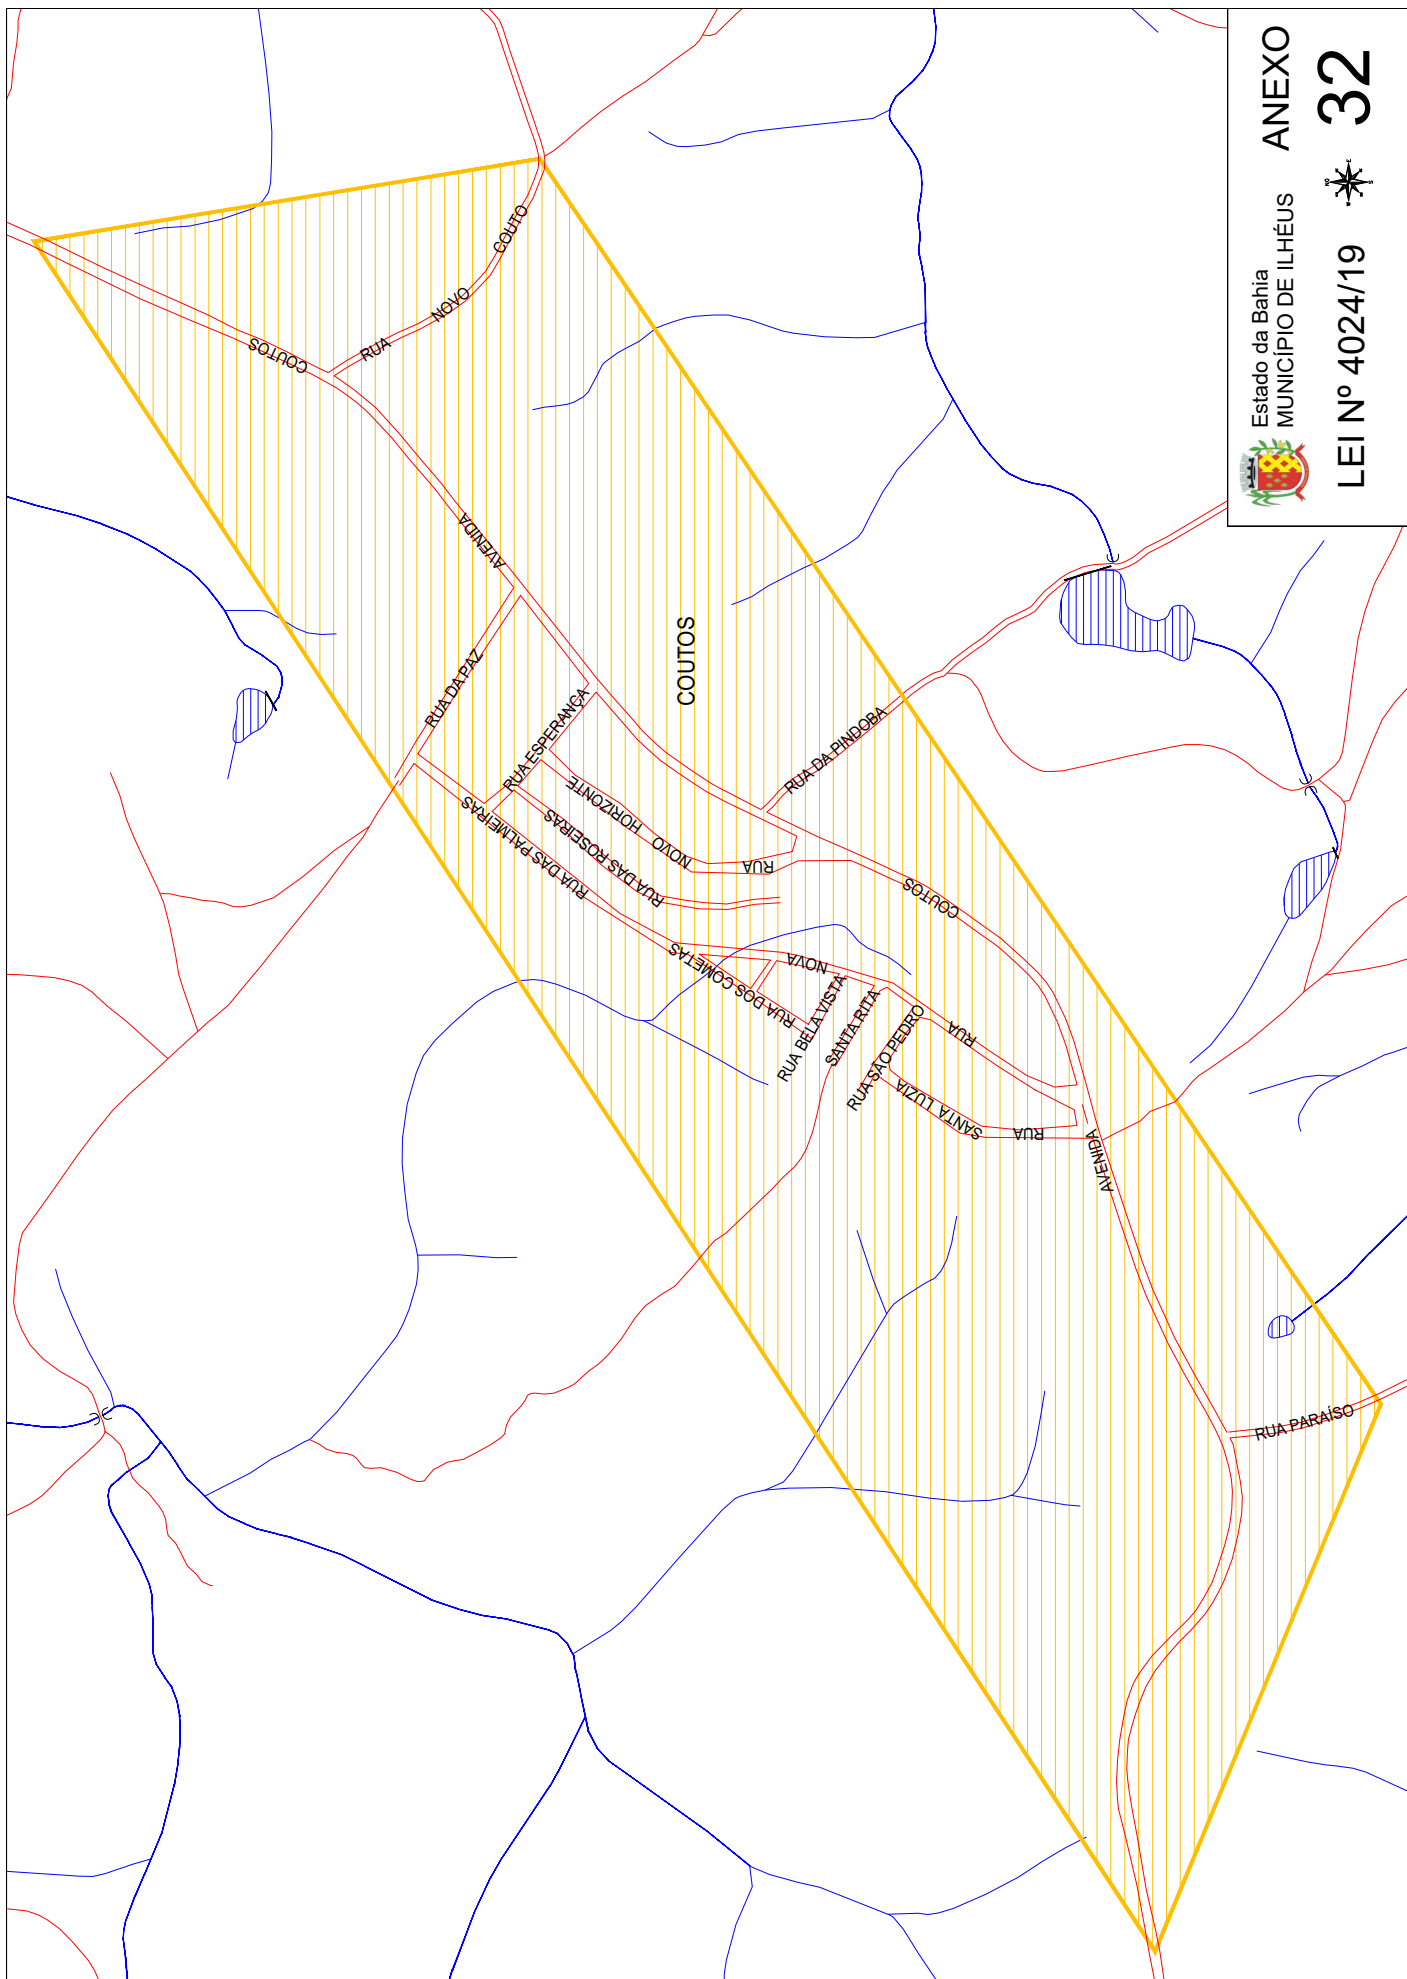 Estado da Bahia
MUNICÍPIO DE ILHÉUS
ANEXO
LEI Nº 4024/19
32
COUTOS
RUA NOVO COUTO
AVENIDA COUTOS
RUA DA PAZ
RUA ESPERANÇA
RUA DAS PALMEIRAS
RUA DAS ROSEIRAS
RUA NOVO HORIZONTE
RUA DA PINDOBA
RUA DOS COMETAS
RUA NOVA
RUA BELA VISTA
SANTA RITA
RUA SÃO PEDRO
RUA SANTA LUZIA
AVENIDA COUTOS
RUA PARAÍSO